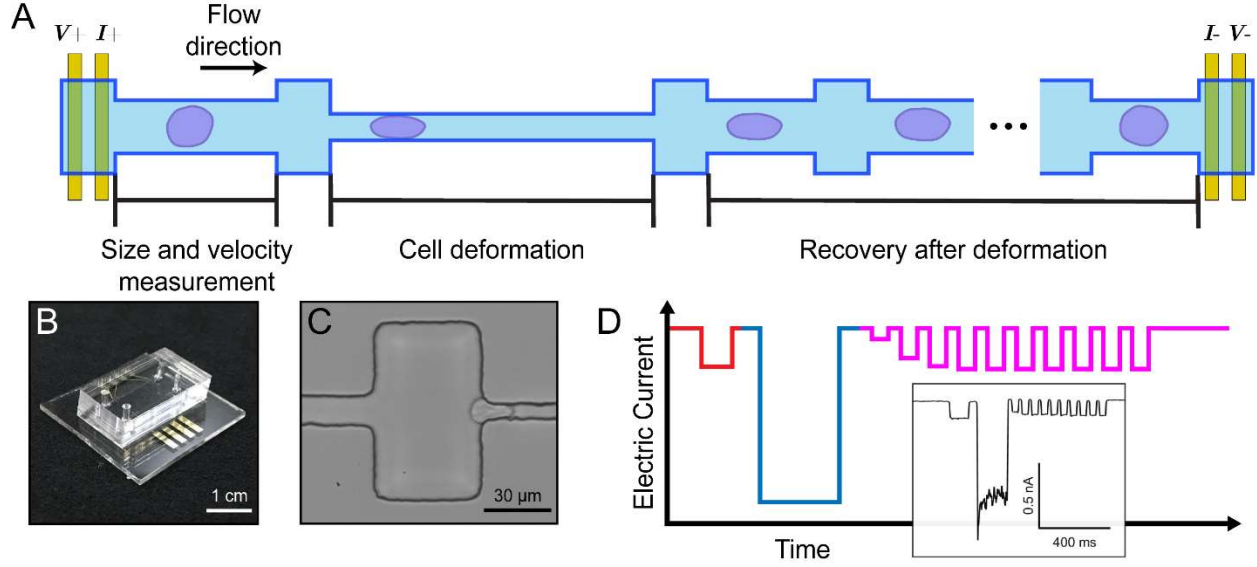 A
V+
I+
Flow
direction
I-
V-
Size and velocity
measurement
Cell deformation
Recovery after deformation
B
1 cm
C
30 µm
D
Electric Current
Time
0.5 nA
400 ms